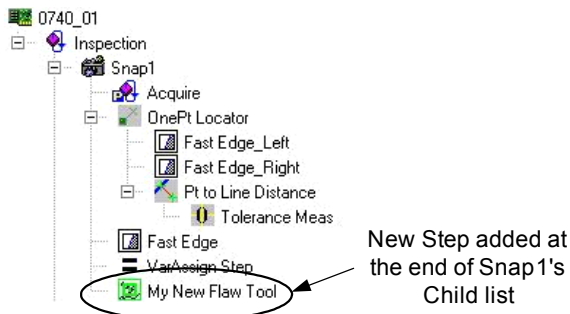 0740_01
Inspection
Snap1
Acquire
OnePt Locator
Fast Edge_Left
Fast Edge_Right
Pt to Line Distance
Tolerance Meas
Fast Edge
VarAssign Step
My New Flaw Tool
New Step added at
the end of Snap1's
Child list